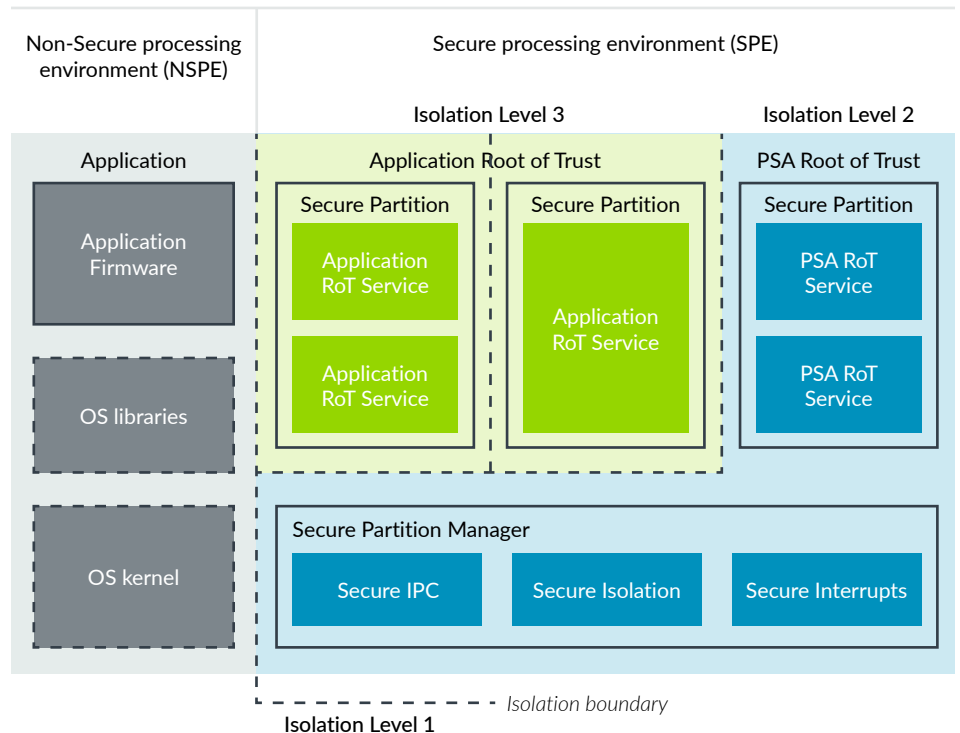 Non-Secure processing
environment (NSPE)
Secure processing environment (SPE)
Isolation Level 3
Isolation Level 2
Application
Application Root of Trust
PSA Root of Trust
Application
Firmware
OS libraries
OS kernel
Secure Partition
Application
RoT Service
Application
RoT Service
Secure Partition
Application
RoT Service
Secure Partition
PSA RoT
Service
PSA RoT
Service
Secure Partition Manager
Secure IPC
Secure Isolation
Secure Interrupts
Isolation boundary
Isolation Level 1